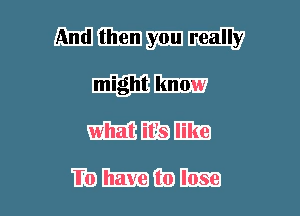 And then you really
might know
what it's like
To have to lose